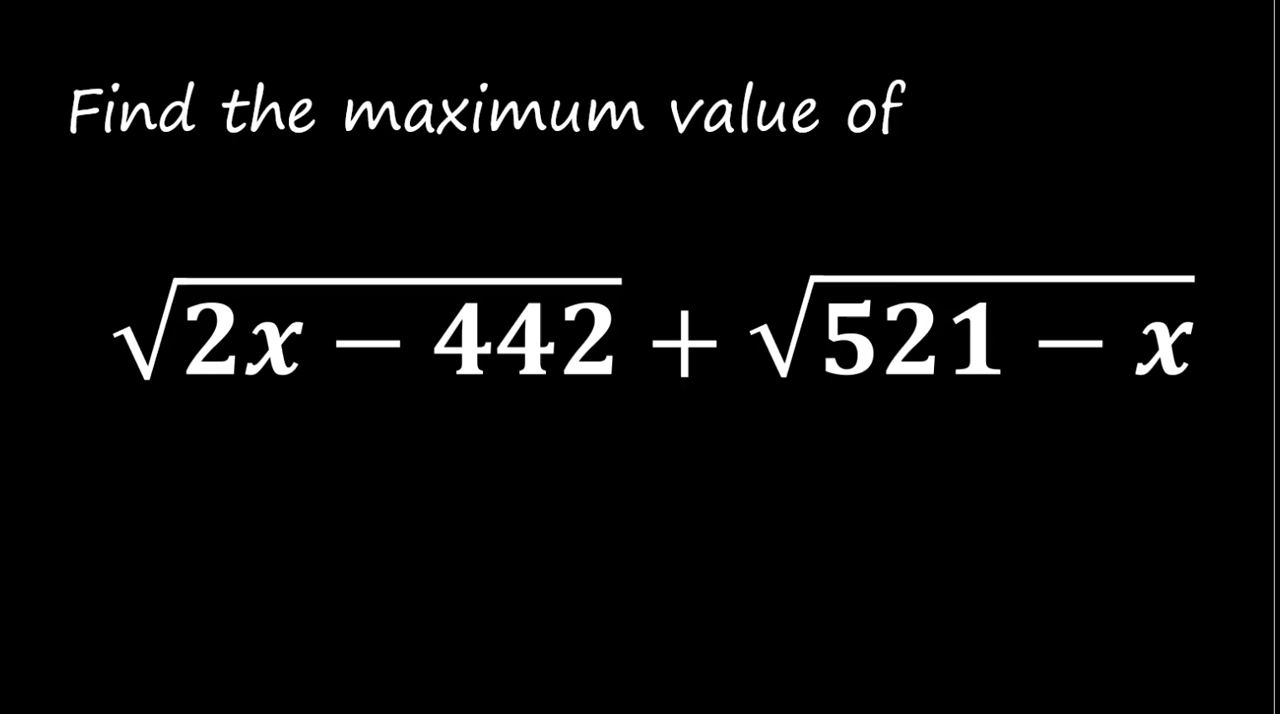 Find the maximum value of
√2x − 442 + √521 − x